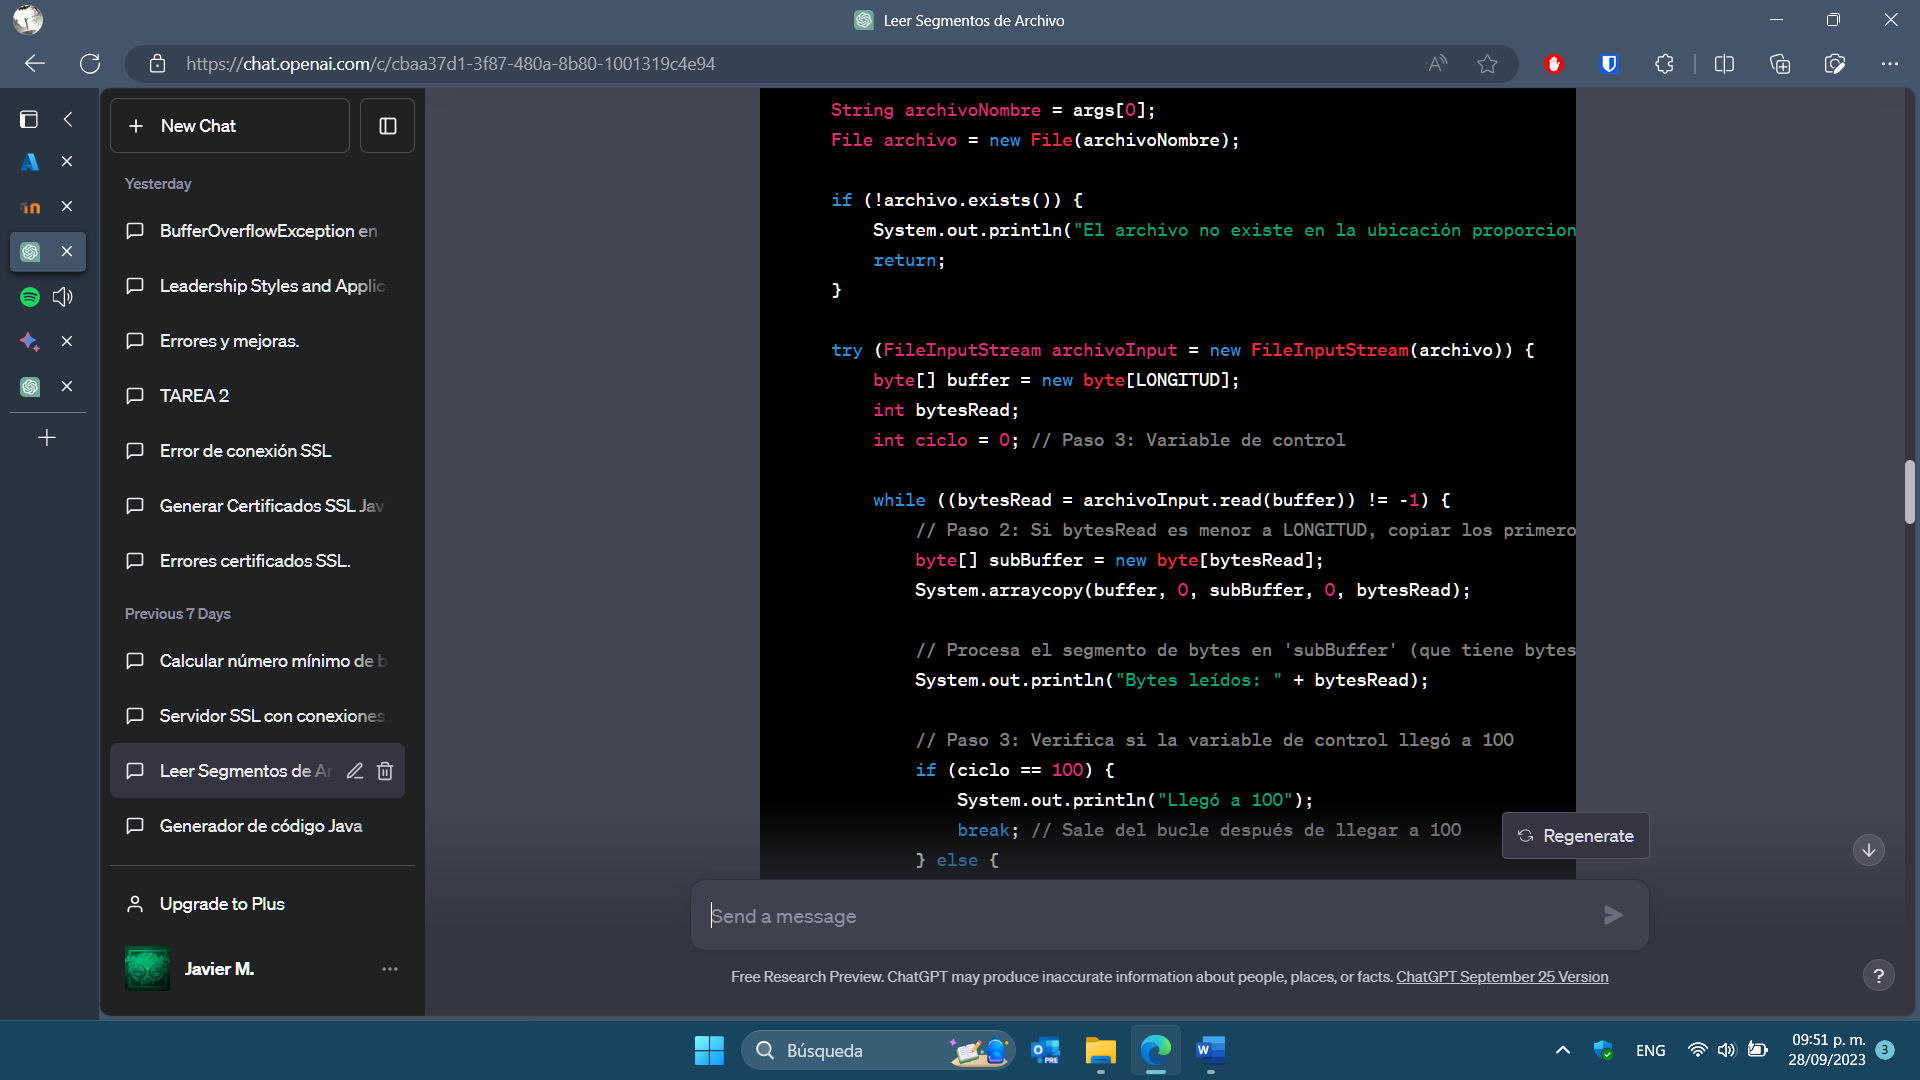 Leer Segmentos de Archivo
https://chat.openai.com/c/cbaa37d1-3f87-480a-8b80-1001319c4e94
New Chat
Yesterday
BufferOverflowException en
Leadership Styles and Applic
Errores y mejoras.
TAREA 2
Error de conexión SSL
Generar Certificados SSL Jav
Errores certificados SSL.
Previous 7 Days
Calcular número mínimo de b
Servidor SSL con conexiones
Leer Segmentos de Ar
Generador de código Java
Upgrade to Plus
Javier M.
String archivoNombre = args[0];
File archivo = new File(archivoNombre);
if (!archivo.exists()) {
System.out.println("El archivo no existe en la ubicación proporcion
return;
}
try (FileInputStream archivoInput = new FileInputStream(archivo)) {
byte[] buffer = new byte[LONGITUD];
int bytesRead;
int ciclo = 0; // Paso 3: Variable de control
while ((bytesRead = archivoInput.read(buffer)) != -1) {
// Paso 2: Si bytesRead es menor a LONGITUD, copiar los primero
byte[] subBuffer = new byte[bytesRead];
System.arraycopy(buffer, 0, subBuffer, 0, bytesRead);
// Procesa el segmento de bytes en 'subBuffer' (que tiene bytes
System.out.println("Bytes leídos: " + bytesRead);
// Paso 3: Verifica si la variable de control llegó a 100
if (ciclo == 100) {
System.out.println("Llegó a 100");
break; // Sale del bucle después de llegar a 100
} else {
Regenerate
Send a message
Free Research Preview. ChatGPT may produce inaccurate information about people, places, or facts. ChatGPT September 25 Version
?
Búsqueda
ENG
09:51 p. m.
28/09/2023
3